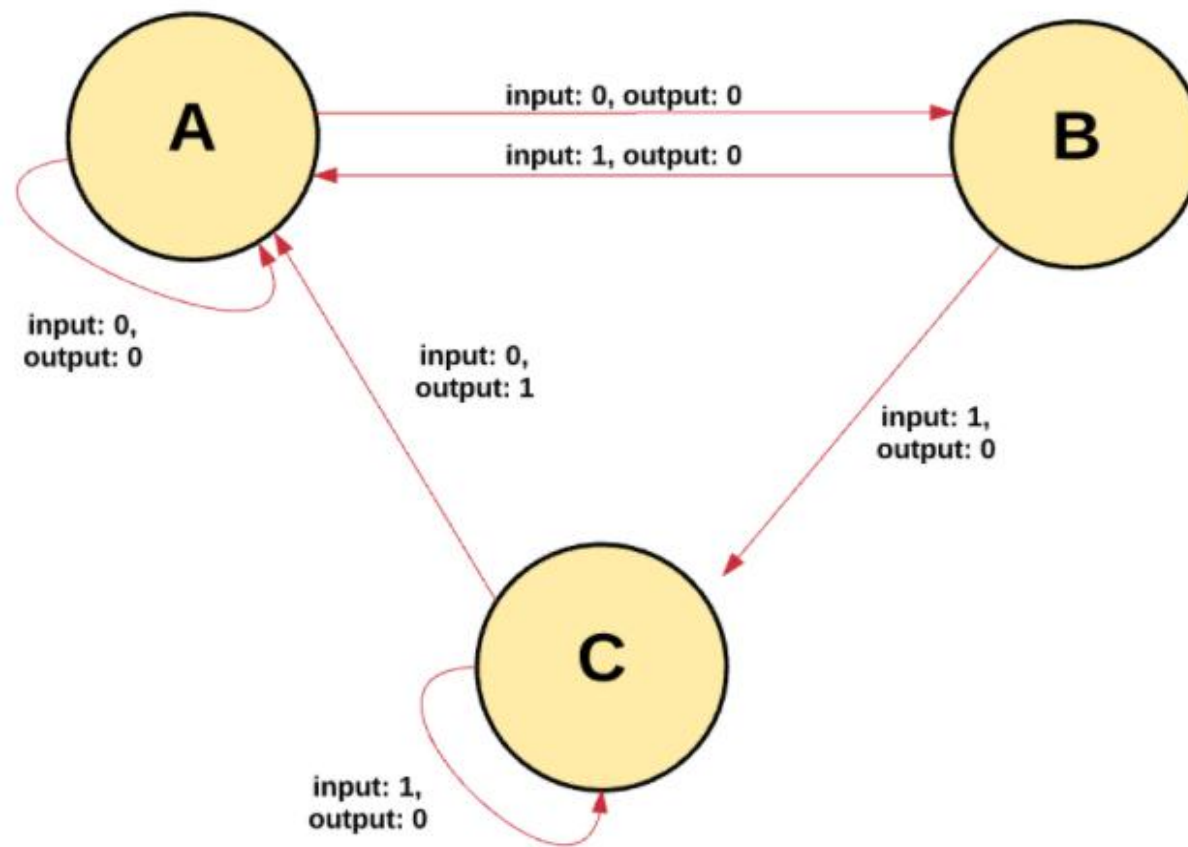 A
B
input: 0, output: 0
input: 1, output: 0
input: 0,
output: 0
input: 0,
output: 1
input: 1,
output: 0
C
input: 1,
output: 0